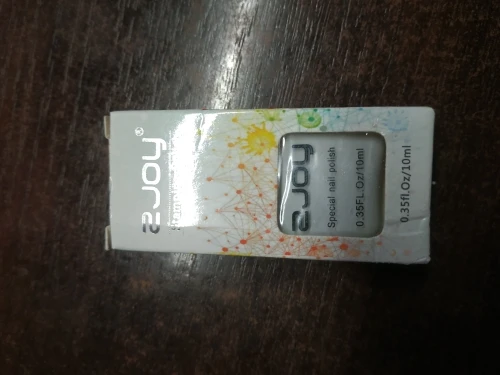 2JOY®
2JOY
Special nail polish
0.35FL.Oz/10ml
0.35fl.Oz/10ml